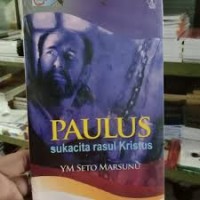 PAULUS
sukacita rasul Kristus
YM SETO MARSUNU